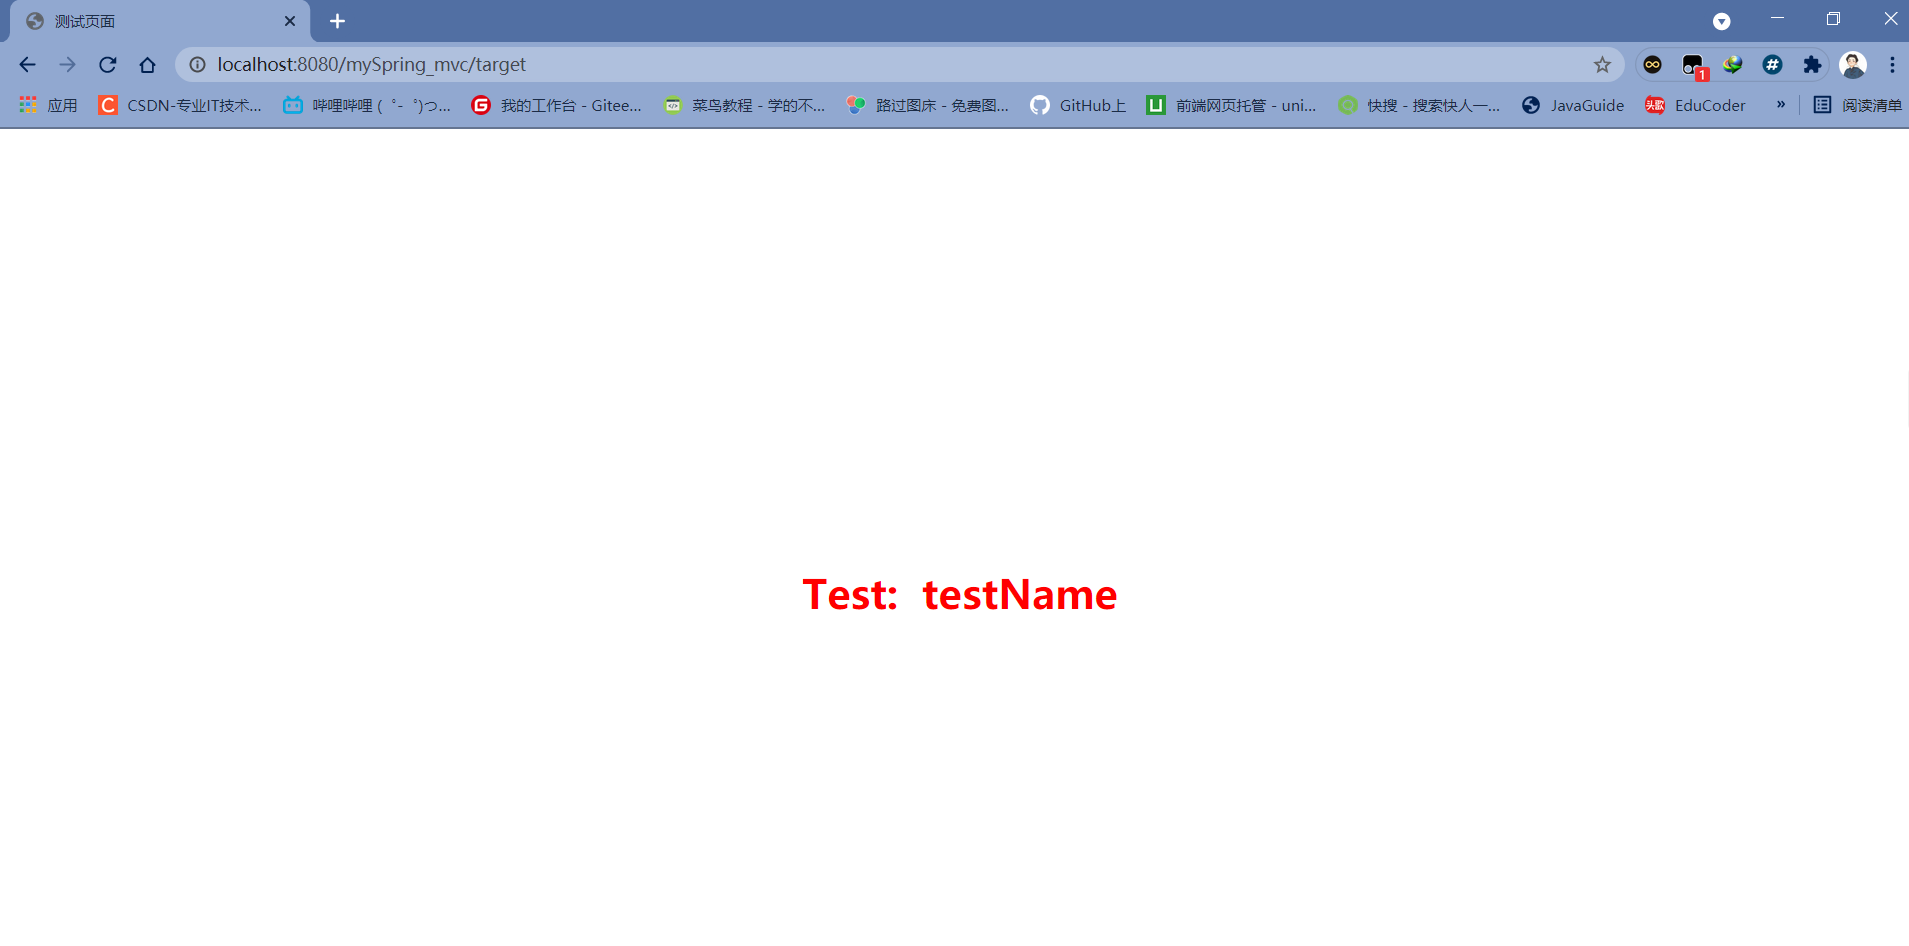 测试页面
localhost:8080/mySpring_mvc/target
1
应用 CSDN-专业IT技术... 哔哩哔哩 (゜-゜)つ... 我的工作台 - Gitee... 菜鸟教程 - 学的不... 路过图床 - 免费图... GitHub上 前端网页托管 - uni... 快搜 - 搜索快人一... JavaGuide 头歌 EduCoder » 阅读清单
Test: testName